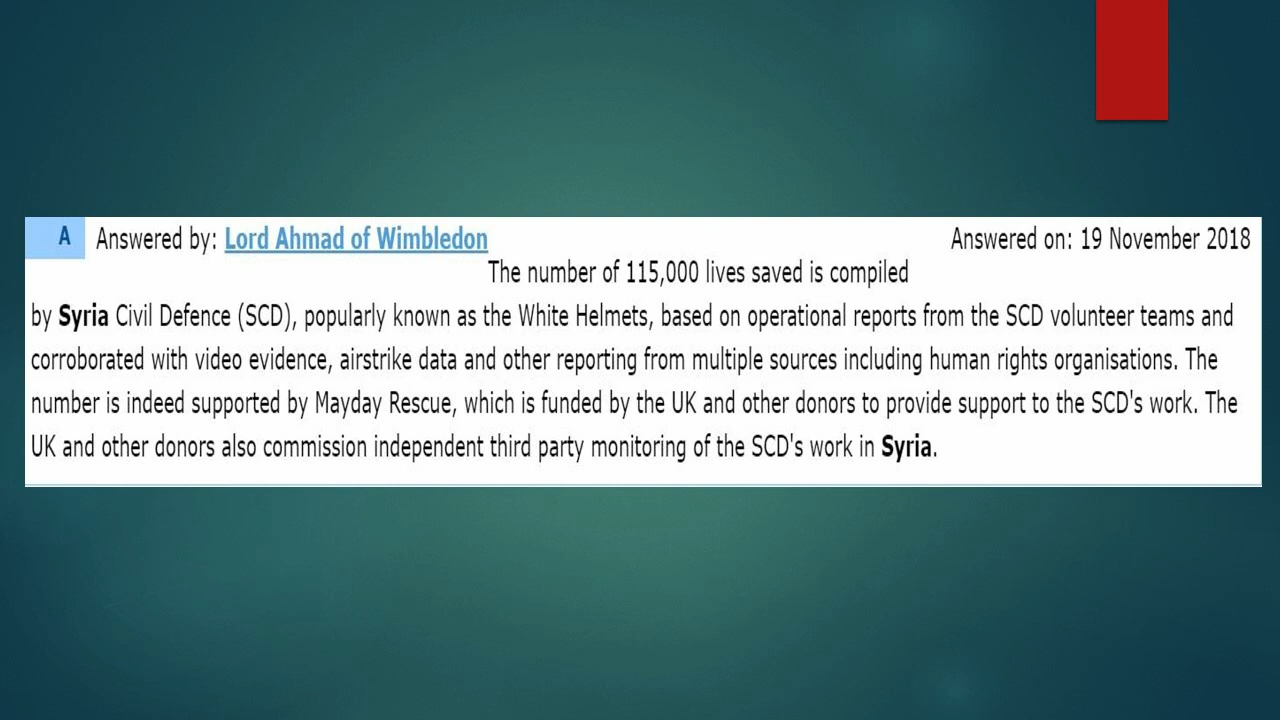 A Answered by: Lord Ahmad of Wimbledon Answered on: 19 November 2018
The number of 115,000 lives saved is compiled
by Syria Civil Defence (SCD), popularly known as the White Helmets, based on operational reports from the SCD volunteer teams and
corroborated with video evidence, airstrike data and other reporting from multiple sources including human rights organisations. The
number is indeed supported by Mayday Rescue, which is funded by the UK and other donors to provide support to the SCD's work. The
UK and other donors also commission independent third party monitoring of the SCD's work in Syria.